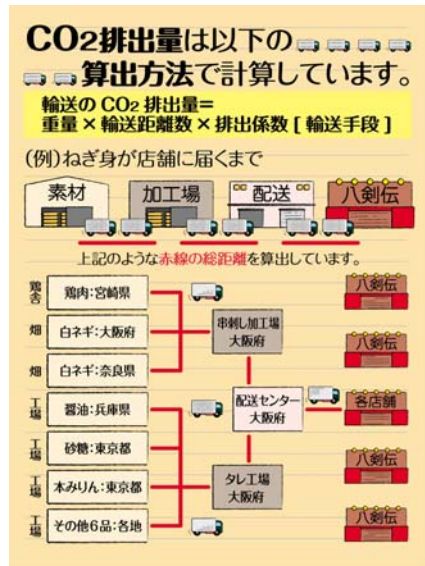 CO2排出量は以下の
算出方法で計算しています。
輸送の CO2 排出量=
重量 × 輸送距離数 × 排出係数 [ 輸送手段 ]
(例)ねぎ身が店舗に届くまで
素材
加工場
配送
八剣伝
上記のような赤線の総距離を算出しています。
鶏舎
鶏肉:宮崎県
八剣伝
畑
白ネギ:大阪府
串刺し加工場
大阪府
八剣伝
畑
白ネギ:奈良県
工場
醤油:兵庫県
配送センター
大阪府
各店舗
工場
砂糖:東京都
八剣伝
工場
本みりん:東京都
タレ工場
大阪府
工場
その他6品:各地
八剣伝